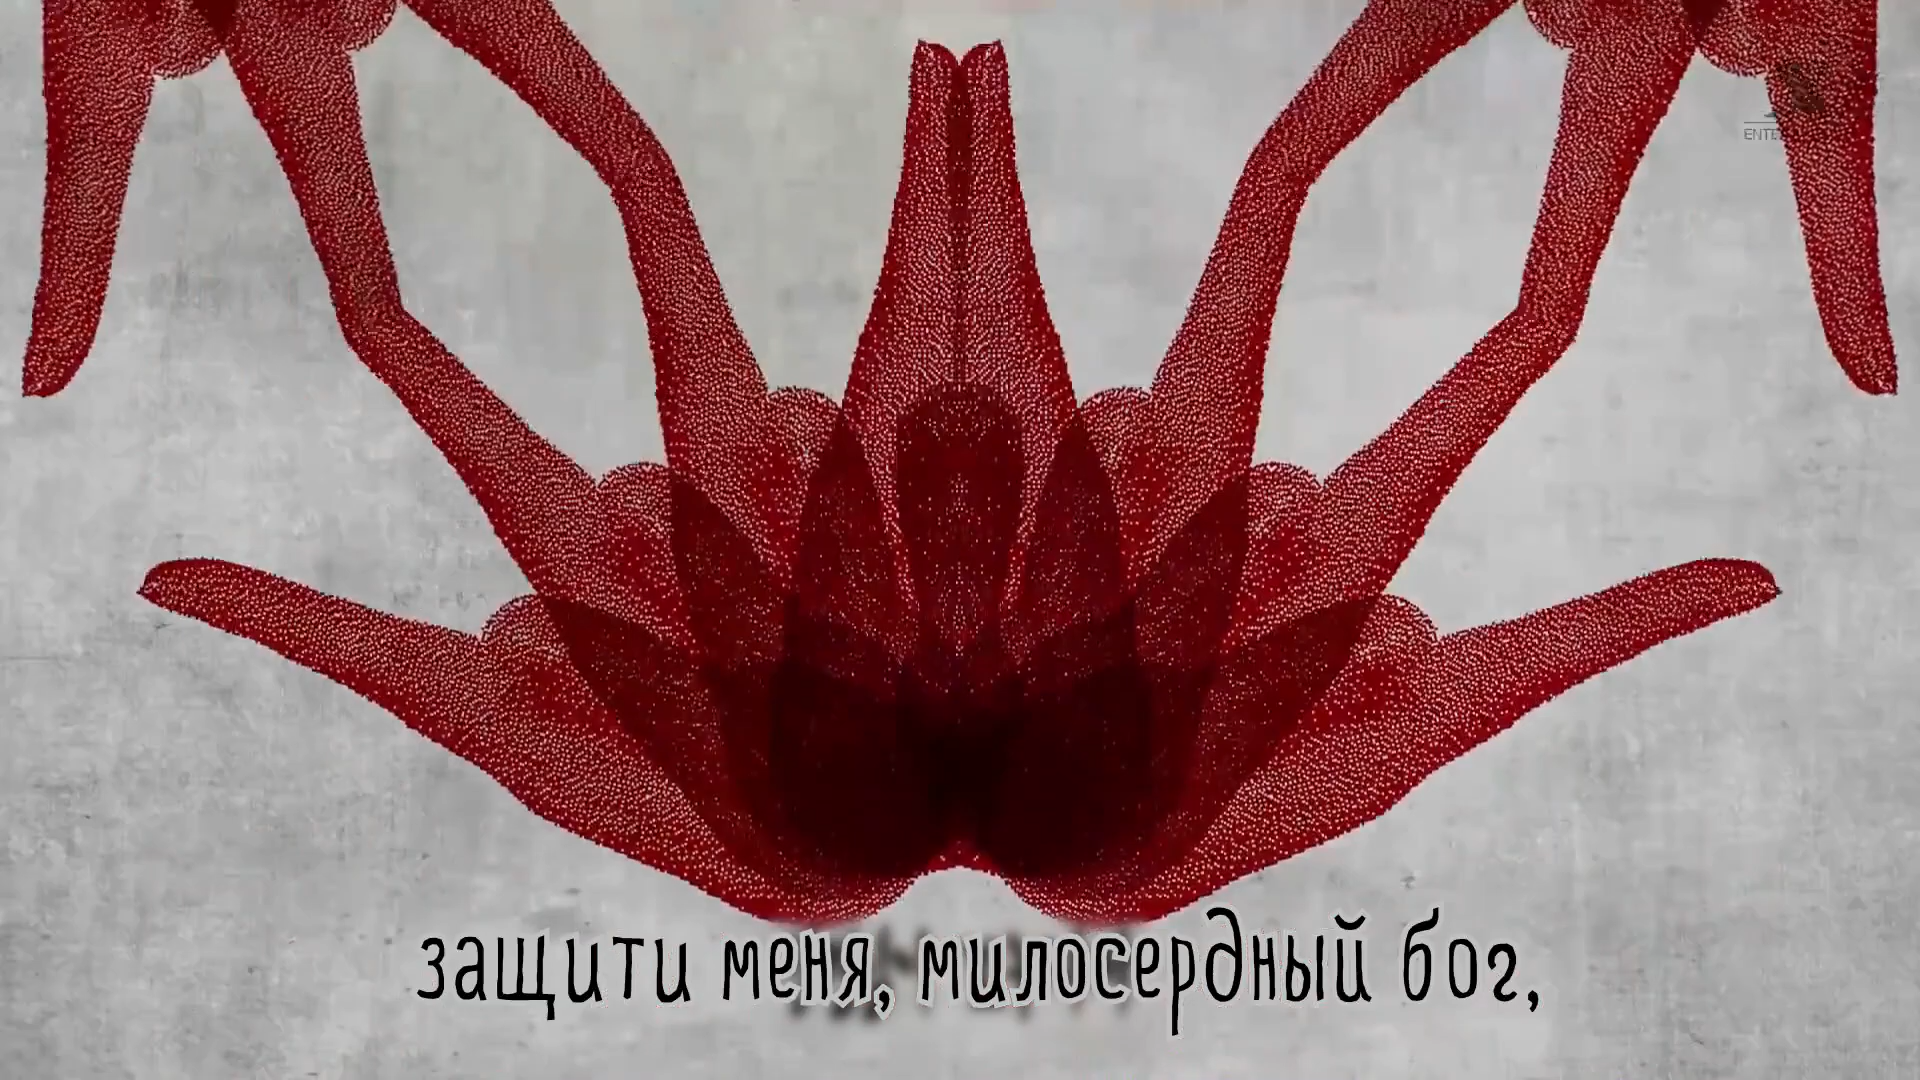 защити меня, милосердный бог,